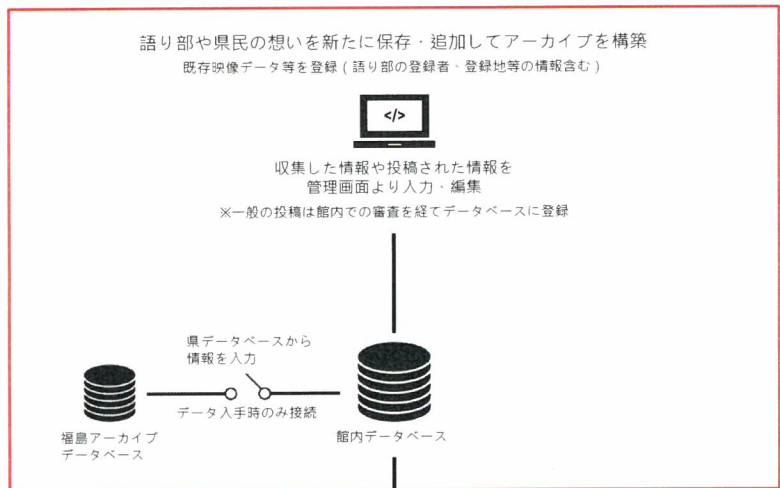 語り部や県民の想いを新たに保存・追加してアーカイブを構築
既存映像データ等を登録(語り部の登録者、登録地等の情報含む)
</>
収集した情報や投稿された情報を
管理画面より入力、編集
※一般の投稿は館内での審査を経てデータベースに登録
県データベースから
情報を入力
データ入手時のみ接続
福島アーカイブ
データベース
館内データベース